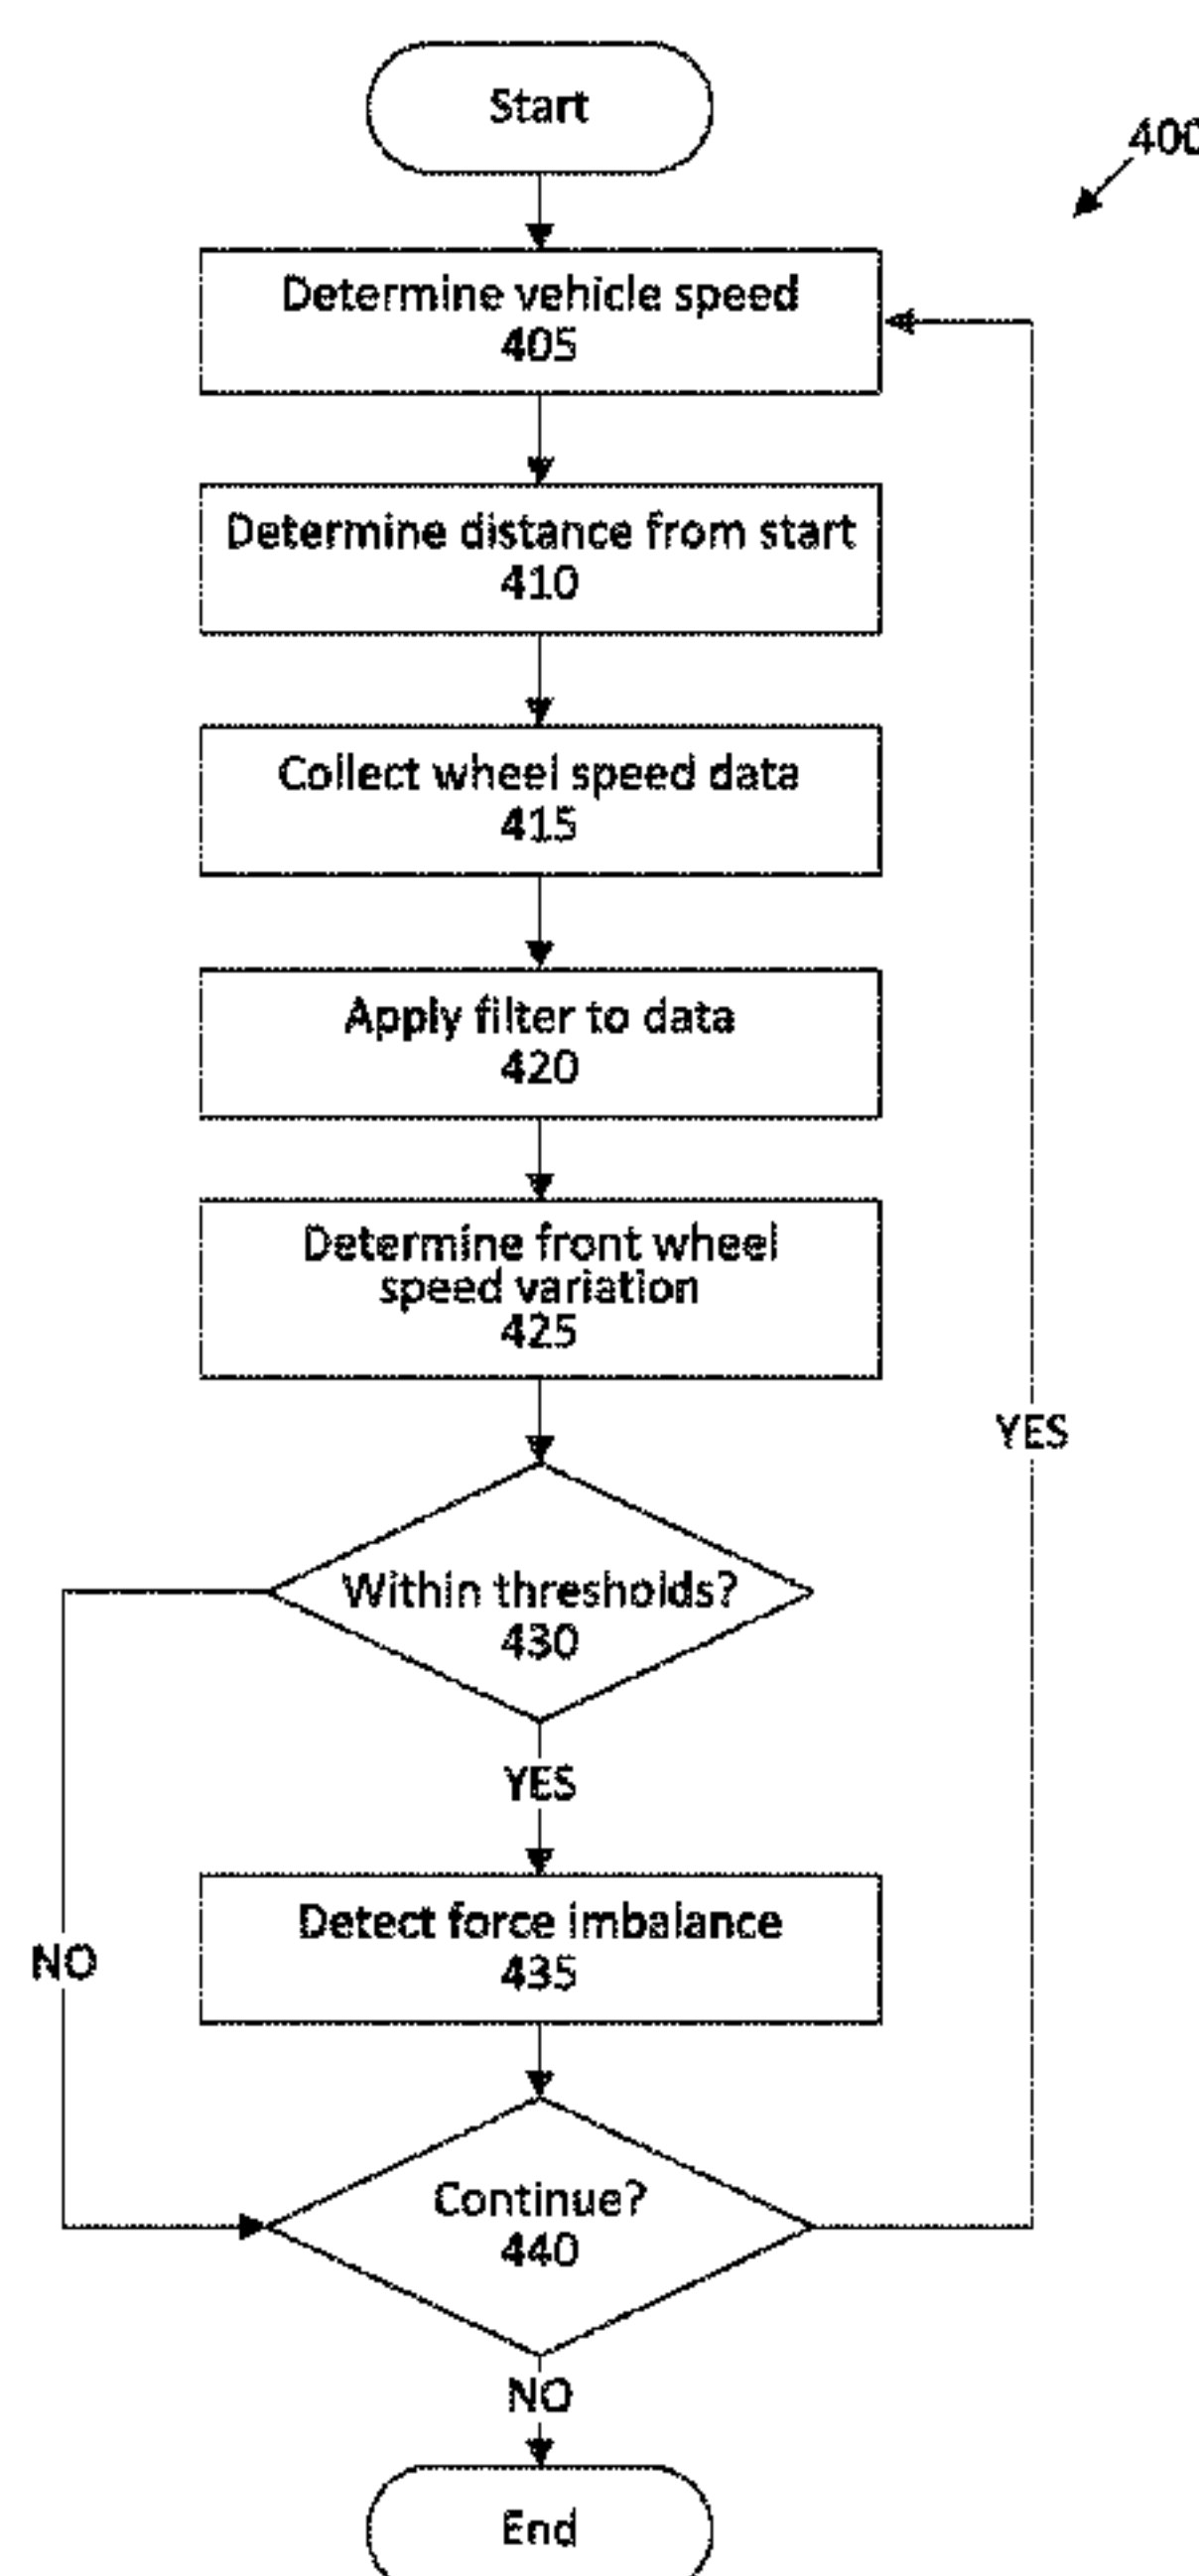 Start
400
Determine vehicle speed
405
Determine distance from start
410
Collect wheel speed data
415
Apply filter to data
420
Determine front wheel
speed variation
425
YES
Within thresholds?
430
YES
Detect force imbalance
435
NO
Continue?
440
NO
End